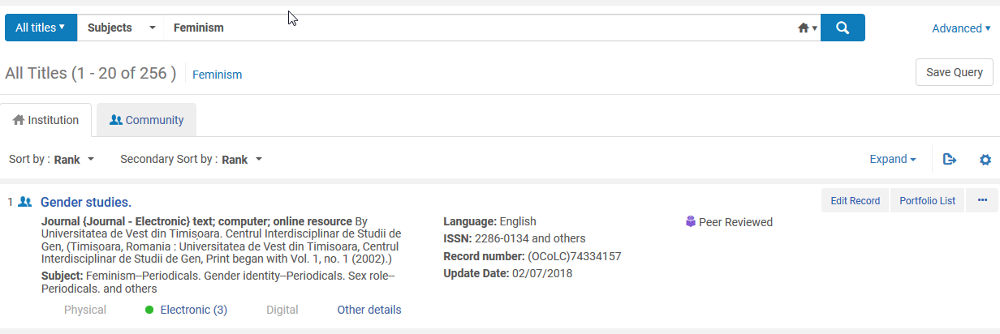 All titles Subjects Feminism Advanced
All Titles (1 - 20 of 256 ) Feminism Save Query
Institution Community
Sort by : Rank Secondary Sort by : Rank Expand
1 Gender studies. Edit Record Portfolio List ...
Journal {Journal - Electronic} text; computer; online resource By
Universitatea de Vest din Timișoara. Centrul Interdisciplinar de Studii de
Gen, (Timișoara, Romania : Universitatea de Vest din Timisoara, Centrul
Interdisciplinar de Studii de Gen, Print began with Vol. 1, no. 1 (2002).)
Subject: Feminism--Periodicals. Gender identity--Periodicals. Sex role--
Periodicals. and others
Language: English
ISSN: 2286-0134 and others
Record number: (OCoLC)74334157
Update Date: 02/07/2018
Peer Reviewed
Physical Electronic (3) Digital Other details